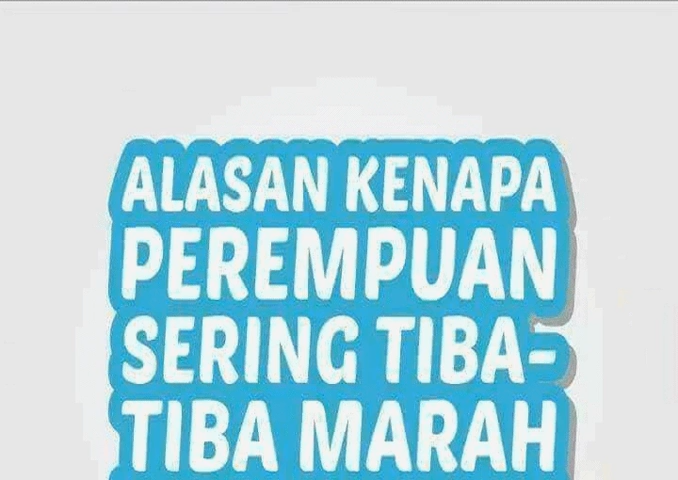 ALASAN KENAPA
PEREMPUAN
SERING TIBA-
TIBA MARAH